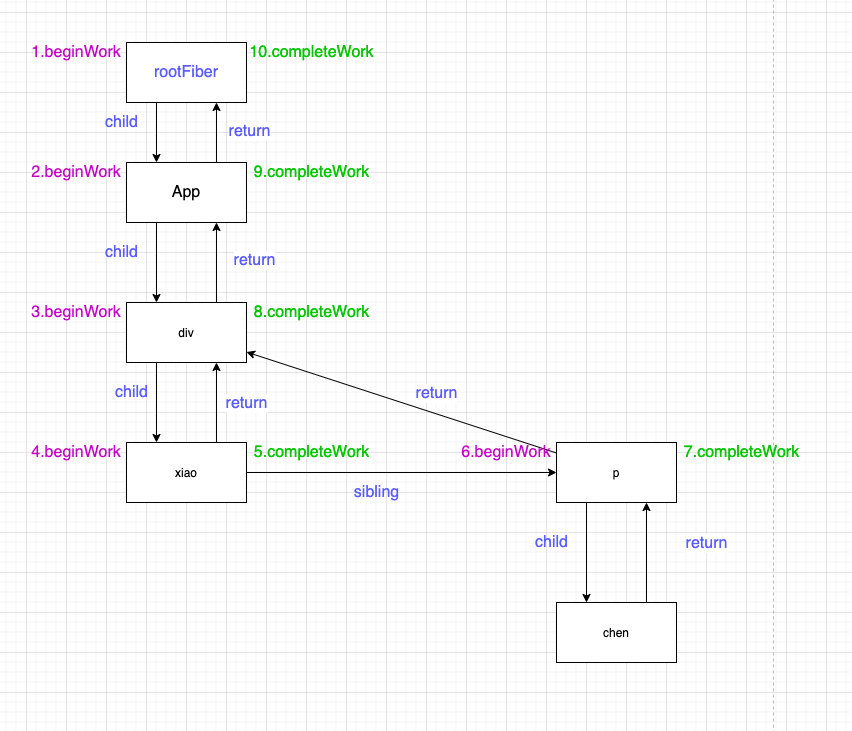 1.beginWork
10.completeWork
rootFiber
child
return
2.beginWork
9.completeWork
App
child
return
3.beginWork
8.completeWork
div
child
return
return
4.beginWork
5.completeWork
6.beginWork
7.completeWork
xiao
p
sibling
child
return
chen